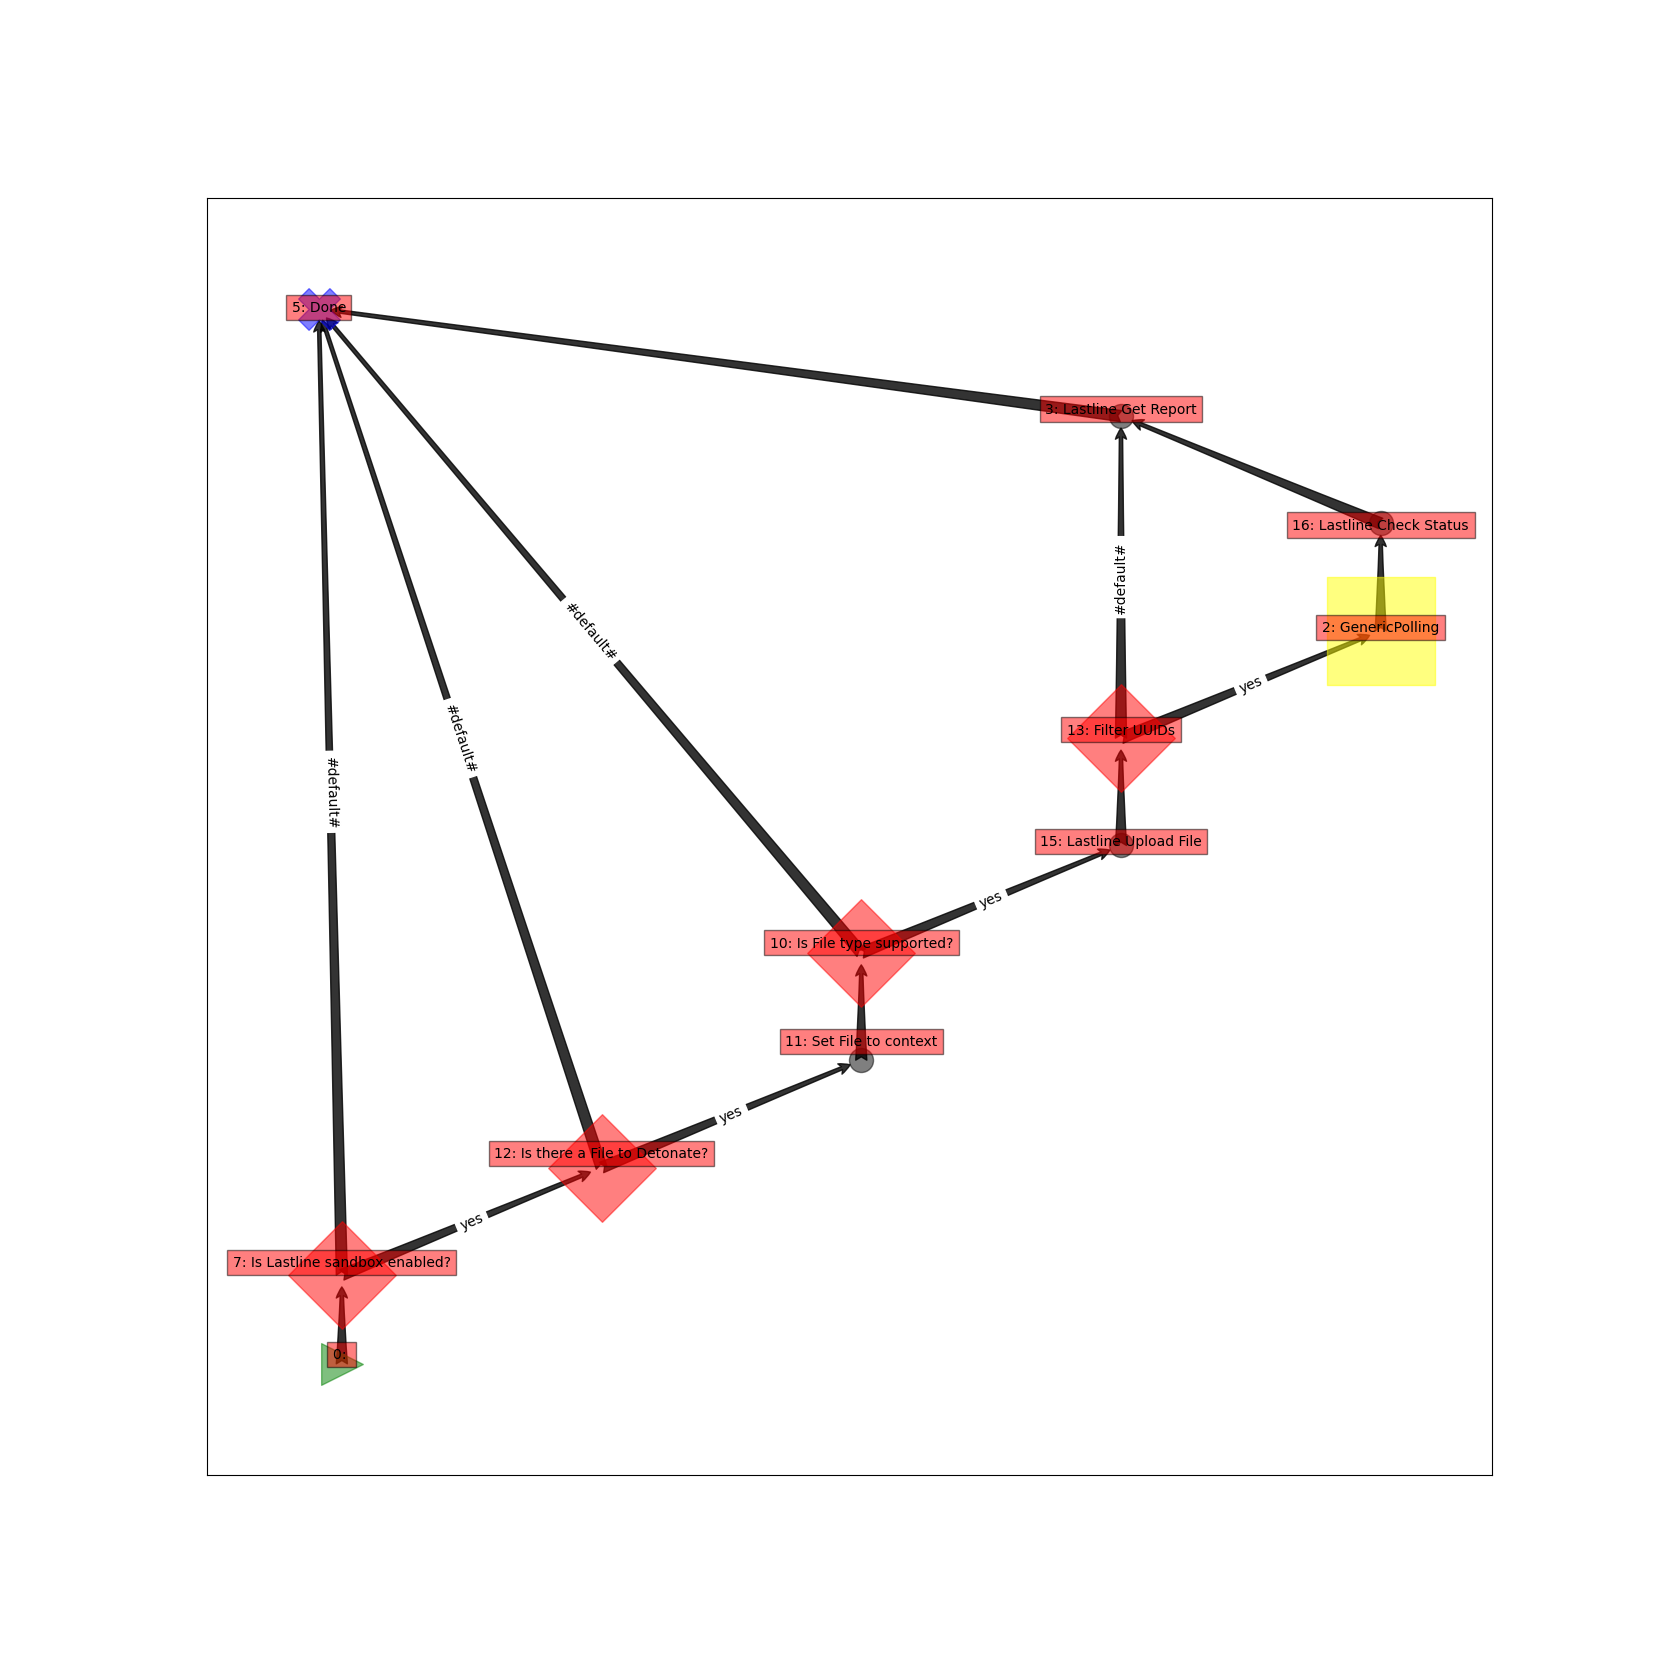 5: Done
3: Lastline Get Report
16: Lastline Check Status
#default#
#default#
2: GenericPolling
yes
#default#
13: Filter UUIDs
#default#
15: Lastline Upload File
yes
10: Is File type supported?
11: Set File to context
yes
12: Is there a File to Detonate?
yes
7: Is Lastline sandbox enabled?
0: